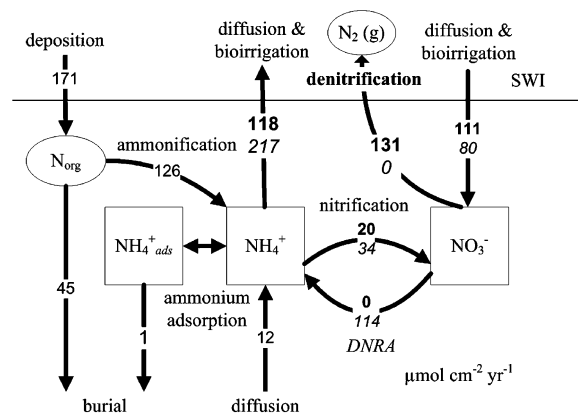 deposition
diffusion &
bioirrigation
N₂ (g)
diffusion &
bioirrigation
171
denitrification
SWI
118
217
131
0
111
80
ammonification
N_org
126
nitrification
NH₄⁺_ads
NH₄⁺
20
34
NO₃⁻
45
ammonium
adsorption
0
114
1
12
DNRA
µmol cm⁻² yr⁻¹
burial
diffusion